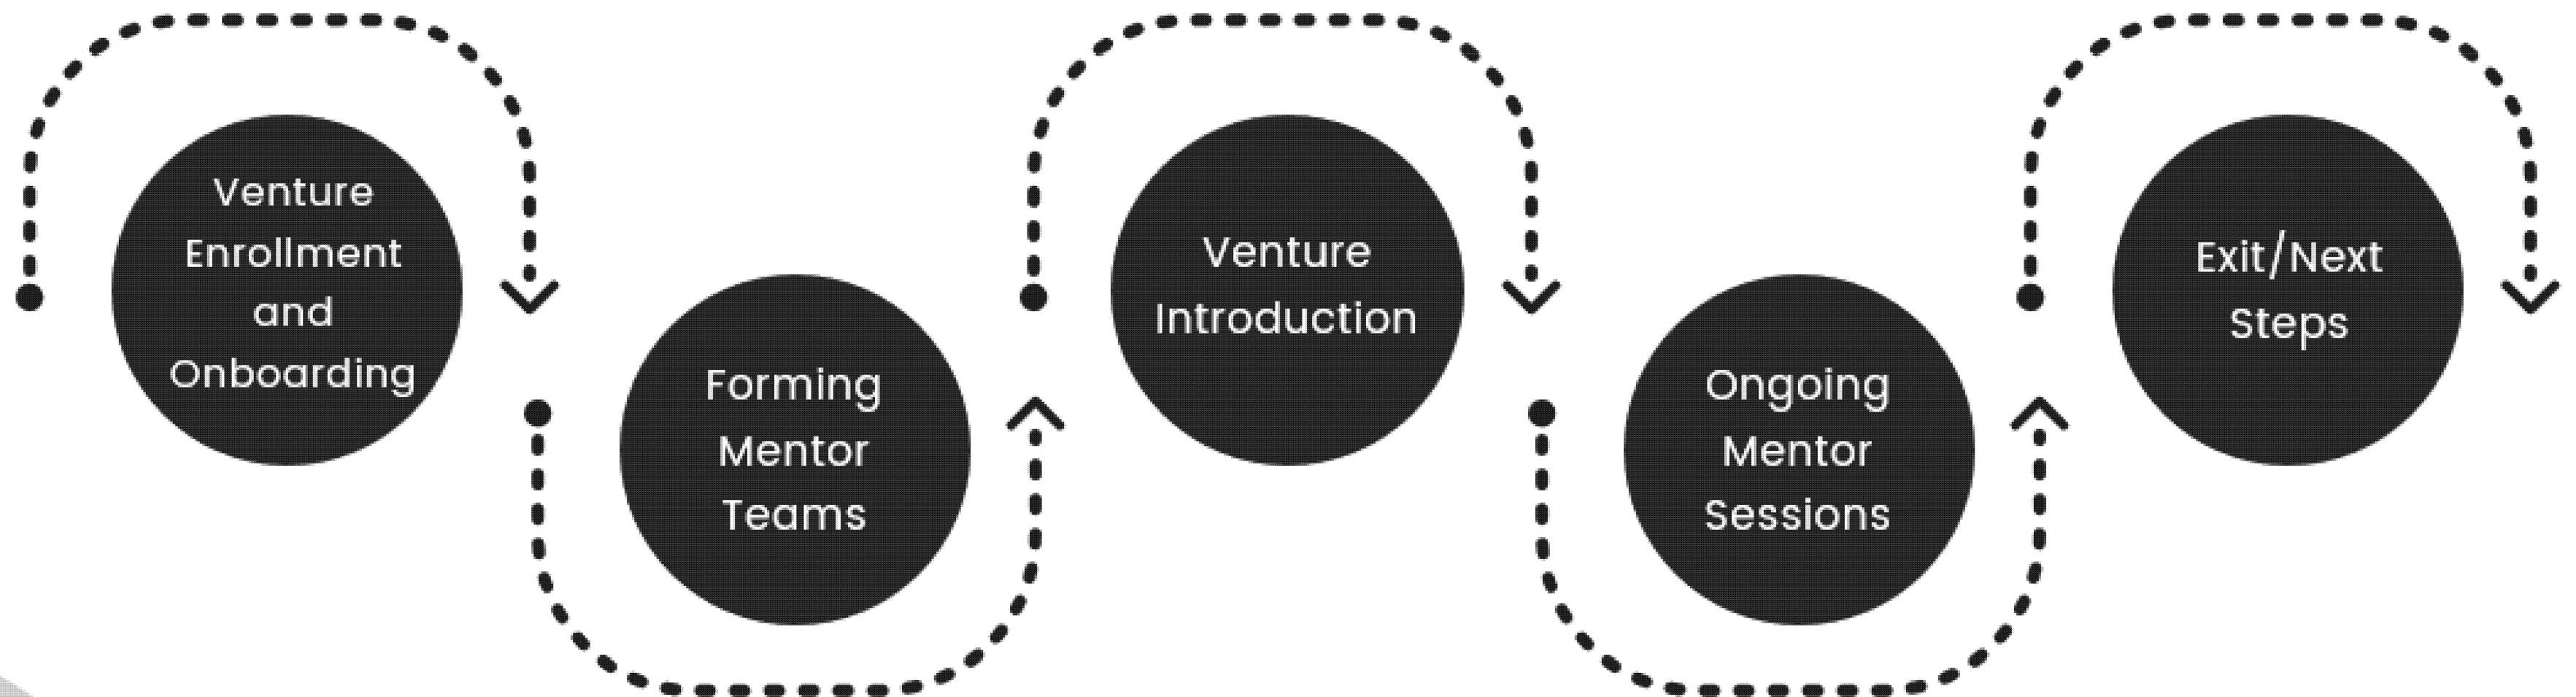 Venture
Enrollment
and
Onboarding
Forming
Mentor
Teams
Venture
Introduction
Ongoing
Mentor
Sessions
Exit/Next
Steps